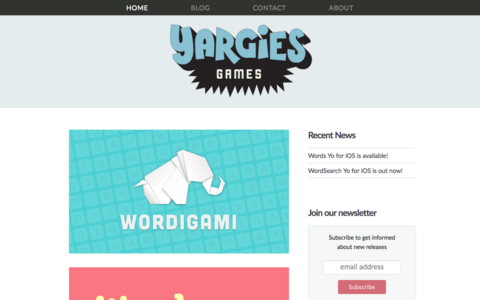 HOME BLOG CONTACT ABOUT
YARGIES
GAMES
WORDIGAMI
Recent News
Words Yo for iOS is available!
WordSearch Yo for iOS is out now!
Join our newsletter
Subscribe to get informed
about new releases
email address
Subscribe